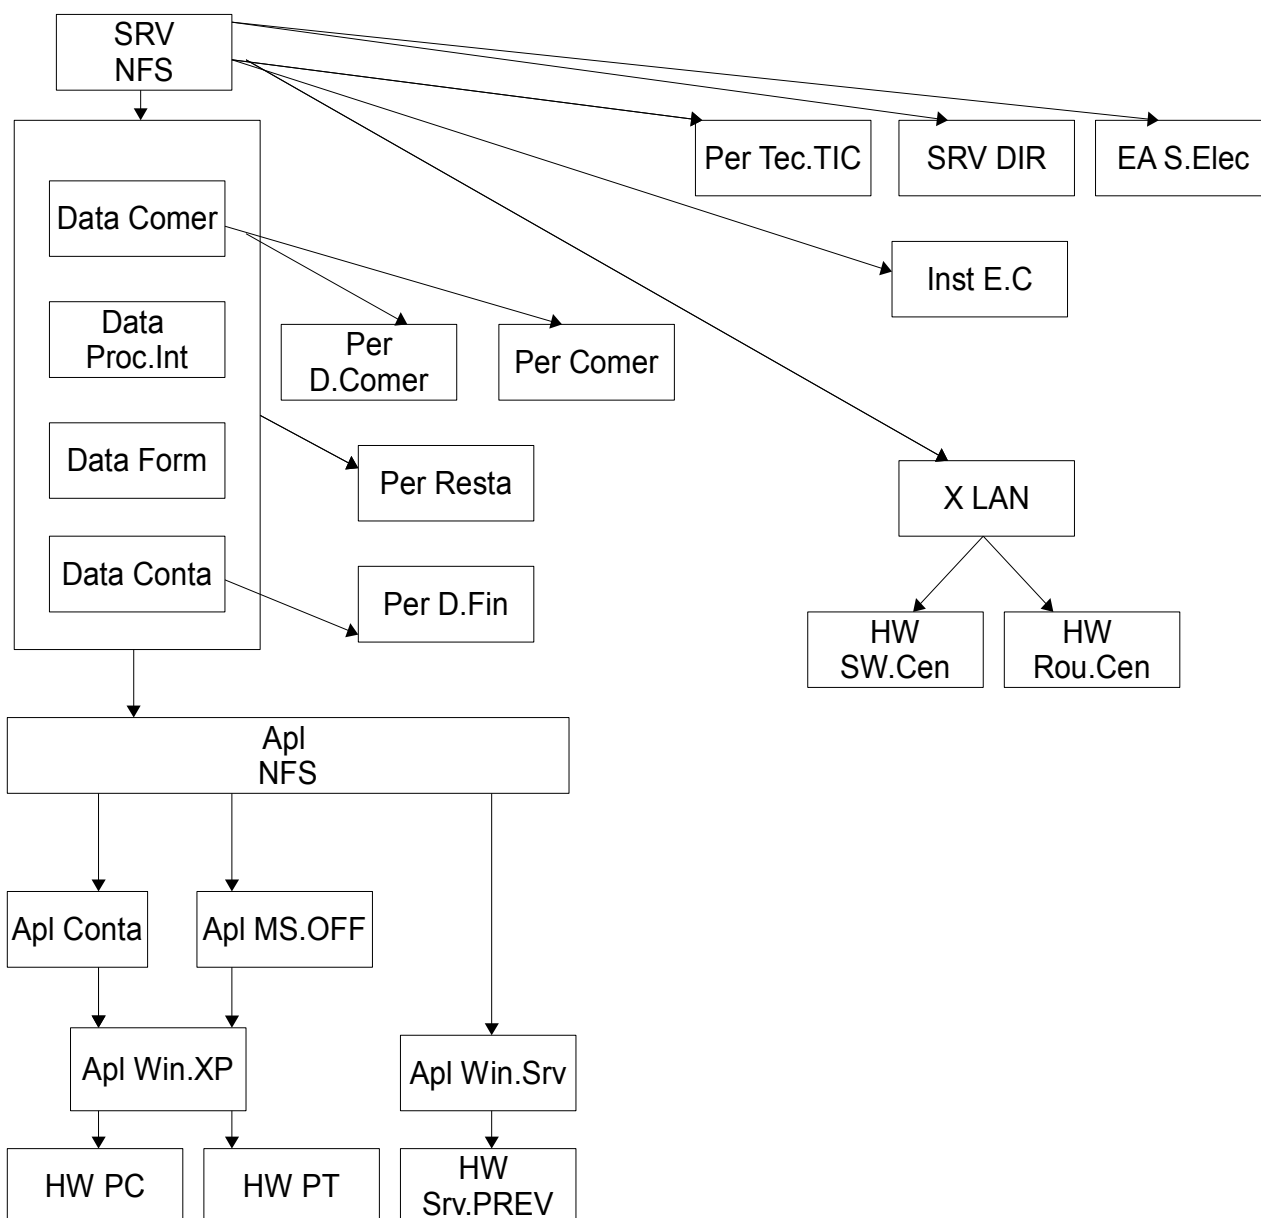 SRV
NFS
Per Tec.TIC
SRV DIR
EA S.Elec
Data Comer
Inst E.C
Data
Proc.Int
Per
D.Comer
Per Comer
Data Form
Per Resta
X LAN
Data Conta
Per D.Fin
HW
SW.Cen
HW
Rou.Cen
Apl
NFS
Apl Conta
Apl MS.OFF
Apl Win.XP
Apl Win.Srv
HW PC
HW PT
HW
Srv.PREV